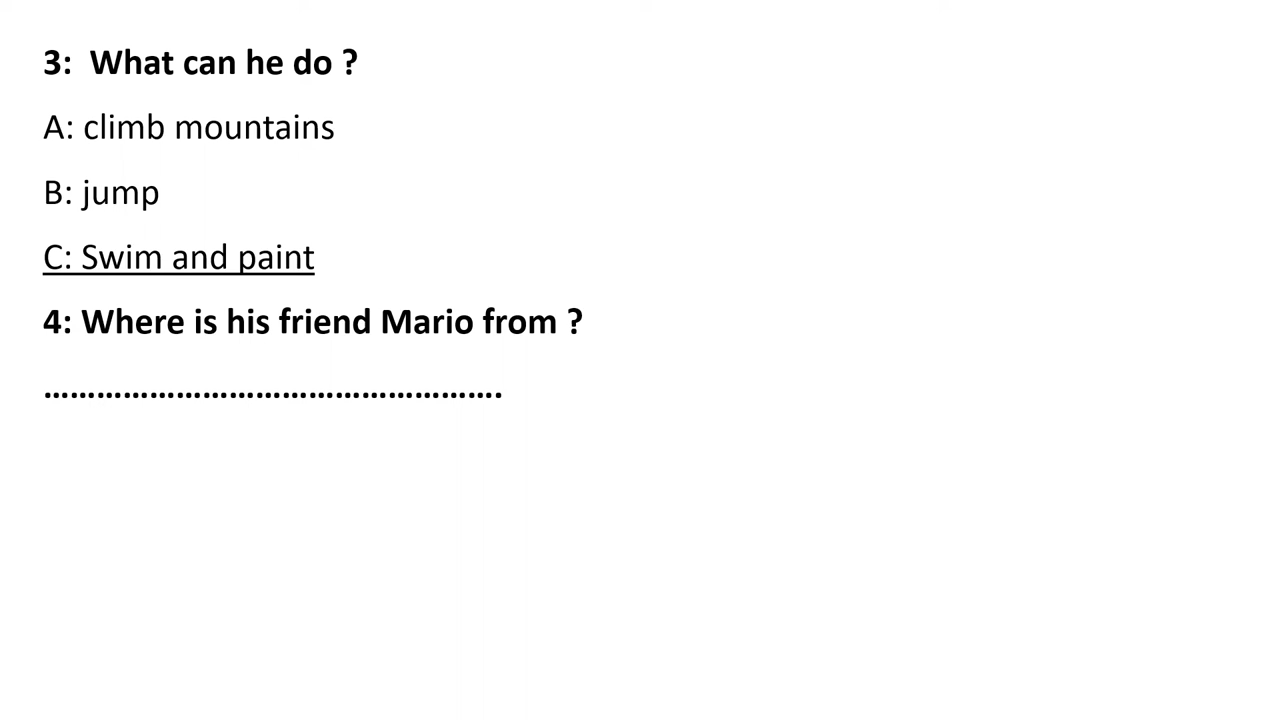 3:  What can he do ?
A: climb mountains
B: jump
C: Swim and paint
4: Where is his friend Mario from ?
…………………………………………….